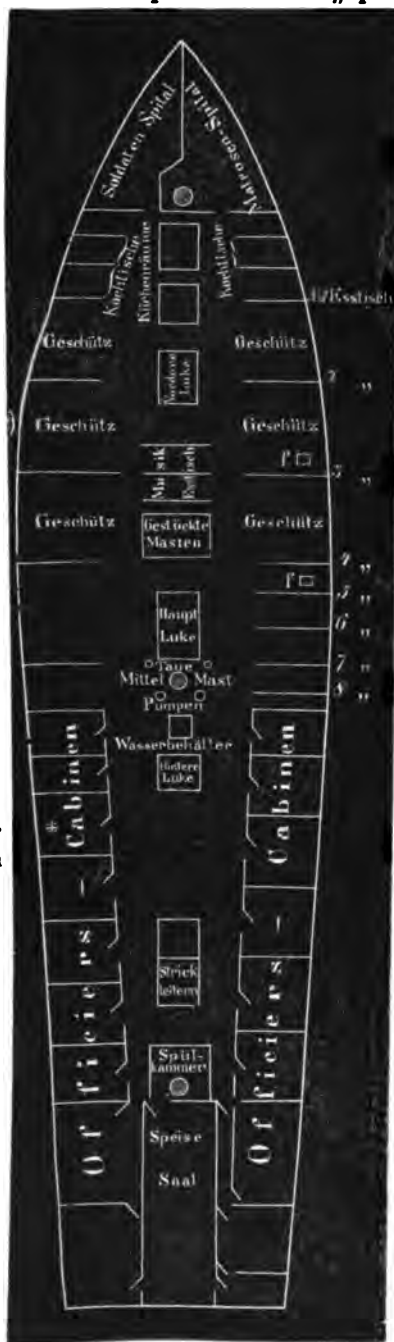 Soldaten Spital
Matrosen-Spital
Kochtische
Küchenräume
Kochtische
1/Esstisch
Geschütz
Geschütz
Vordere
Luke
2 „
Geschütz
Geschütz
Musik
f
3 „
Geschütz
Gestückte
Masten
Geschütz
4 „
f
5 „
Haupt
Luke
6 „
Taue
7 „
Mittel Mast
8 „
Pumpen
Wasserbehälter
Hintere
Luke
* Officiers-Cabinen
Officiers-Cabinen
Strick
leitern
Spül-
kammer
Speise
Saal